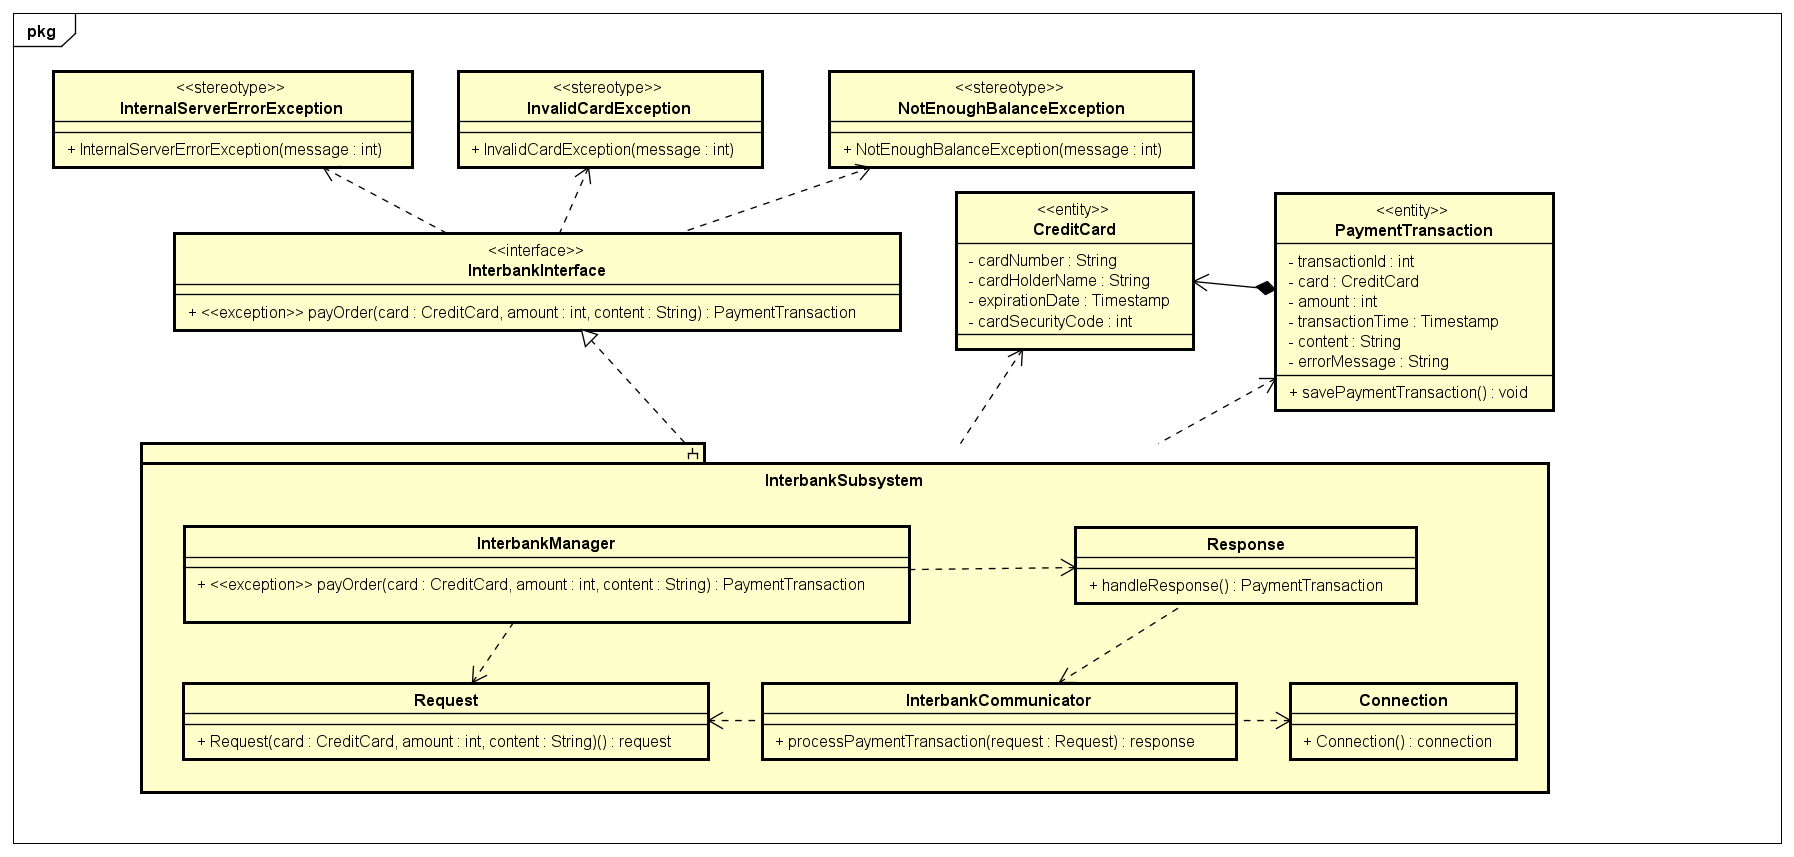 pkg
<<stereotype>>
InternalServerErrorException
+ InternalServerErrorException(message : int)
<<stereotype>>
InvalidCardException
+ InvalidCardException(message : int)
<<stereotype>>
NotEnoughBalanceException
+ NotEnoughBalanceException(message : int)
<<interface>>
InterbankInterface
+ <<exception>> payOrder(card : CreditCard, amount : int, content : String) : PaymentTransaction
<<entity>>
CreditCard
- cardNumber : String
- cardHolderName : String
- expirationDate : Timestamp
- cardSecurityCode : int
<<entity>>
PaymentTransaction
- transactionId : int
- card : CreditCard
- amount : int
- transactionTime : Timestamp
- content : String
- errorMessage : String
+ savePaymentTransaction() : void
InterbankSubsystem
InterbankManager
+ <<exception>> payOrder(card : CreditCard, amount : int, content : String) : PaymentTransaction
Response
+ handleResponse() : PaymentTransaction
Request
+ Request(card : CreditCard, amount : int, content : String)() : request
InterbankCommunicator
+ processPaymentTransaction(request : Request) : response
Connection
+ Connection() : connection